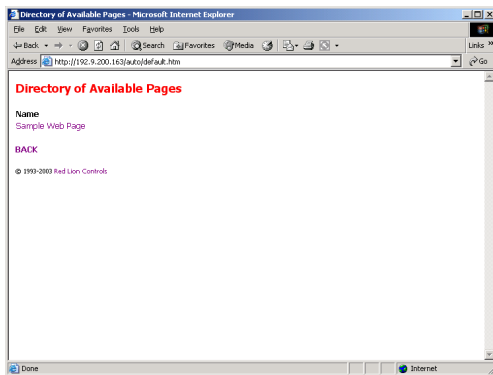 Directory of Available Pages - Microsoft Internet Explorer
File Edit View Favorites Tools Help
Back Search Favorites Media Links »
Address http://192.9.200.163/auto/default.htm Go
Directory of Available Pages
Name
Sample Web Page
BACK
© 1993-2003 Red Lion Controls
Done Internet